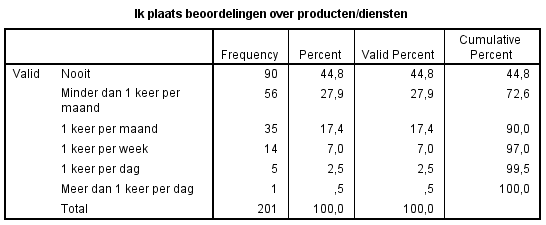 Ik plaats beoordelingen over producten/diensten
Frequency Percent Valid Percent Cumulative Percent
Valid Nooit 90 44,8 44,8 44,8
Minder dan 1 keer per maand 56 27,9 27,9 72,6
1 keer per maand 35 17,4 17,4 90,0
1 keer per week 14 7,0 7,0 97,0
1 keer per dag 5 2,5 2,5 99,5
Meer dan 1 keer per dag 1 ,5 ,5 100,0
Total 201 100,0 100,0